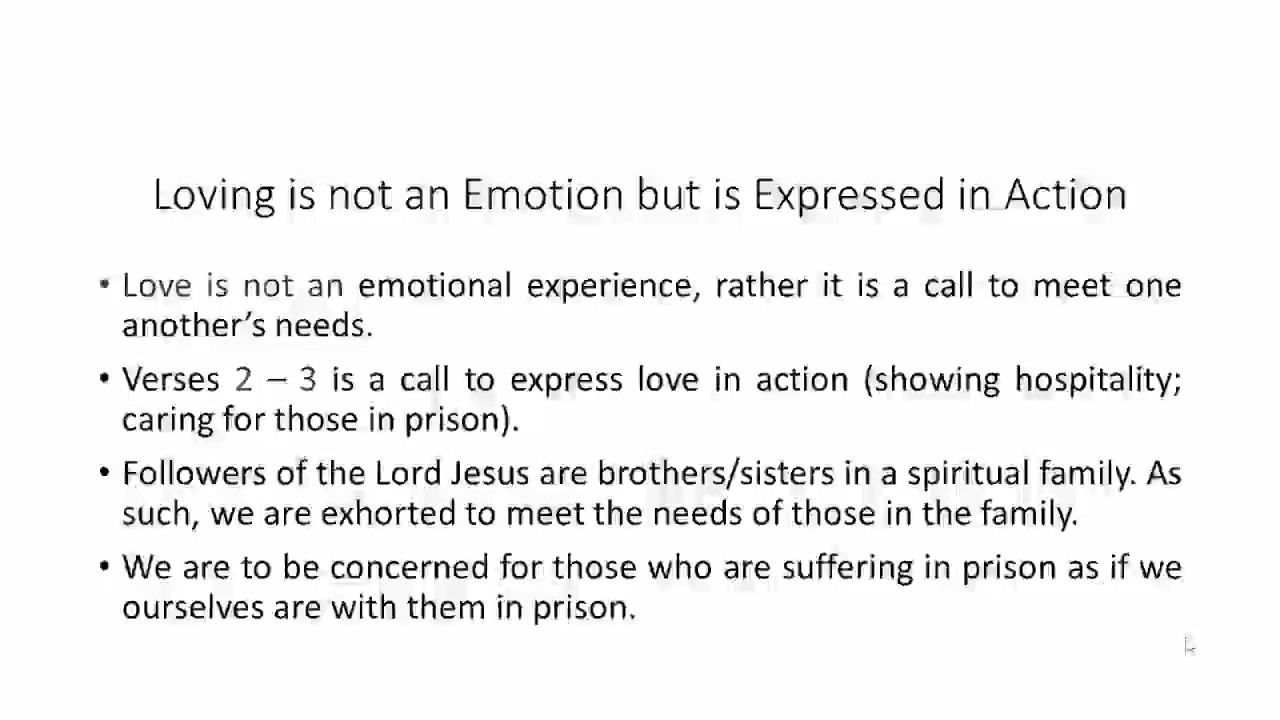 Loving is not an Emotion but is Expressed in Action
• Love is not an emotional experience, rather it is a call to meet one
another’s needs.
• Verses 2 – 3 is a call to express love in action (showing hospitality;
caring for those in prison).
• Followers of the Lord Jesus are brothers/sisters in a spiritual family. As
such, we are exhorted to meet the needs of those in the family.
• We are to be concerned for those who are suffering in prison as if we
ourselves are with them in prison.